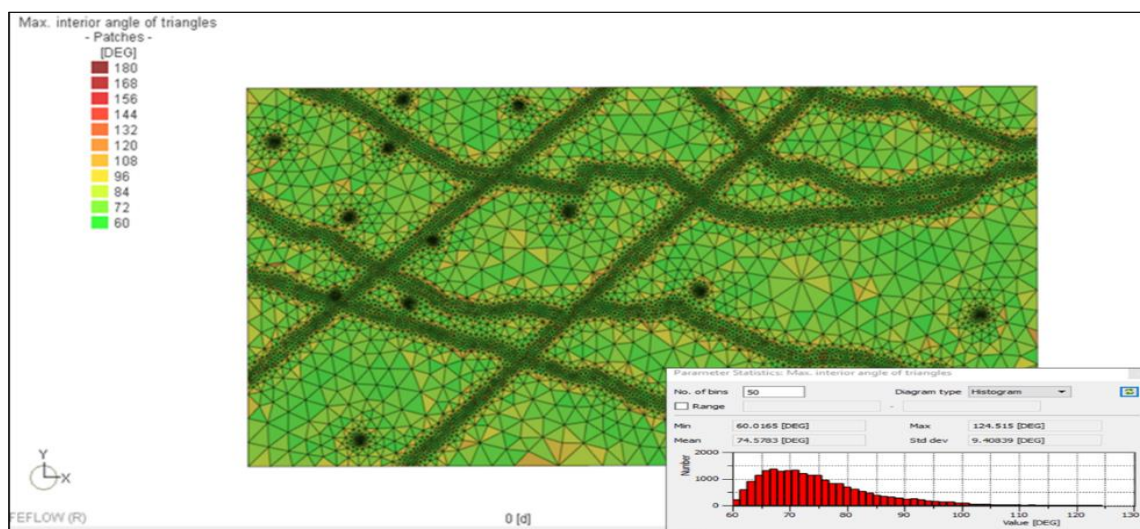 Max. interior angle of triangles
- Patches -
[DEG]
180
168
156
144
132
120
108
96
84
72
60
Y
X
FEFLOW (R)
0 [d]
Parameter Statistics: Max. interior angle of triangles
No. of bins 50 Diagram type Histogram
Range -
Min 60.0165 [DEG] Max 124.515 [DEG]
Mean 74.5783 [DEG] Std dev 9.40839 [DEG]
Number
2000
1000
0
60 70 80 90 100 110 120 130
Value [DEG]